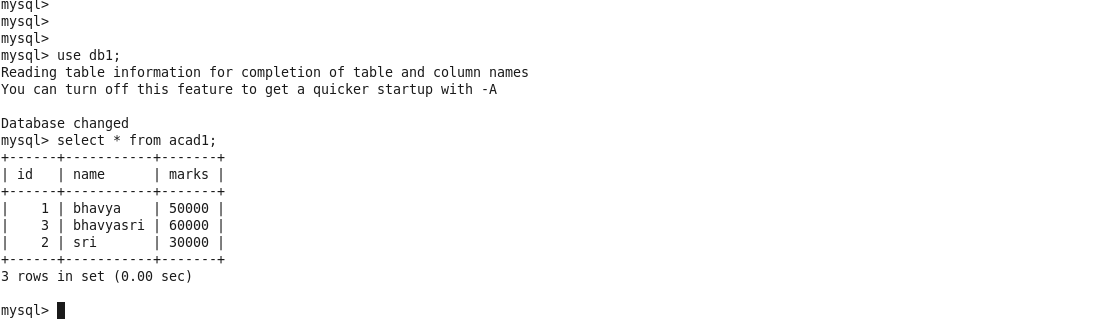 mysql>
mysql>
mysql>
mysql> use db1;
Reading table information for completion of table and column names
You can turn off this feature to get a quicker startup with -A

Database changed
mysql> select * from acad1;
+------+-----------+-------+
| id   | name      | marks |
+------+-----------+-------+
|    1 | bhavya    | 50000 |
|    3 | bhavyasri | 60000 |
|    2 | sri       | 30000 |
+------+-----------+-------+
3 rows in set (0.00 sec)

mysql>